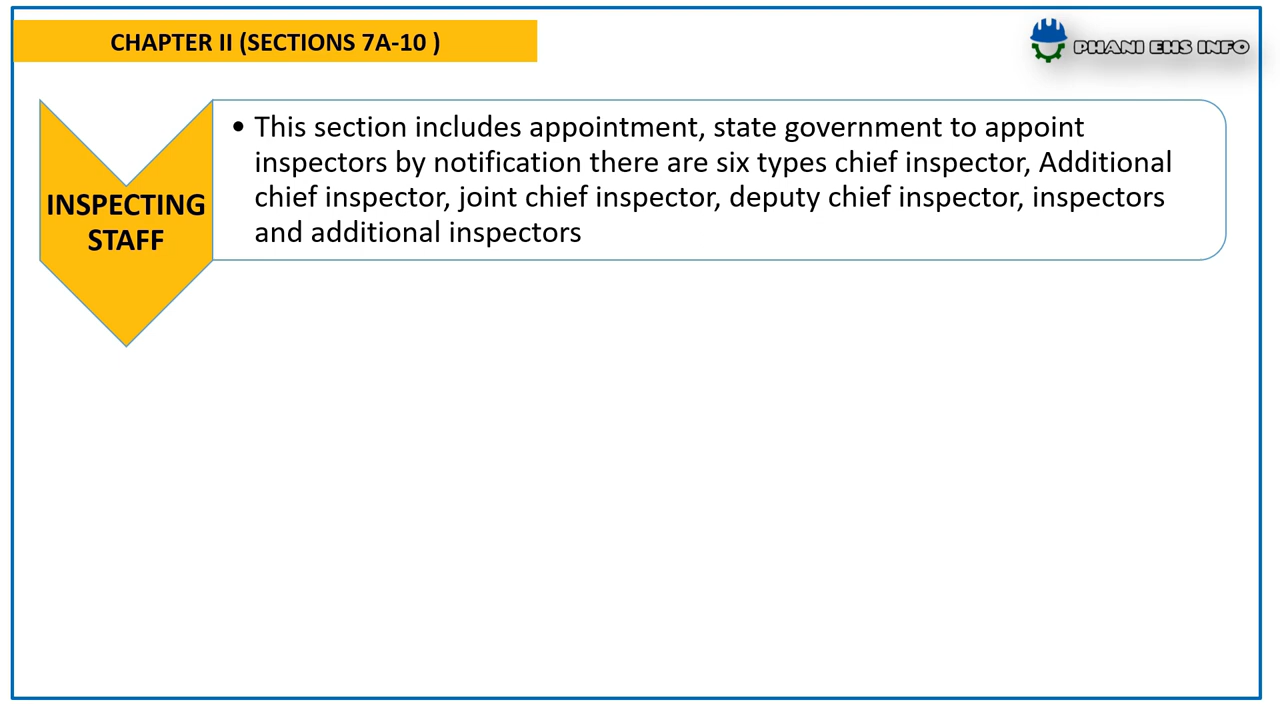 CHAPTER II (SECTIONS 7A-10 )
PHANI EHS INFO
INSPECTING
STAFF
• This section includes appointment, state government to appoint
inspectors by notification there are six types chief inspector, Additional
chief inspector, joint chief inspector, deputy chief inspector, inspectors
and additional inspectors